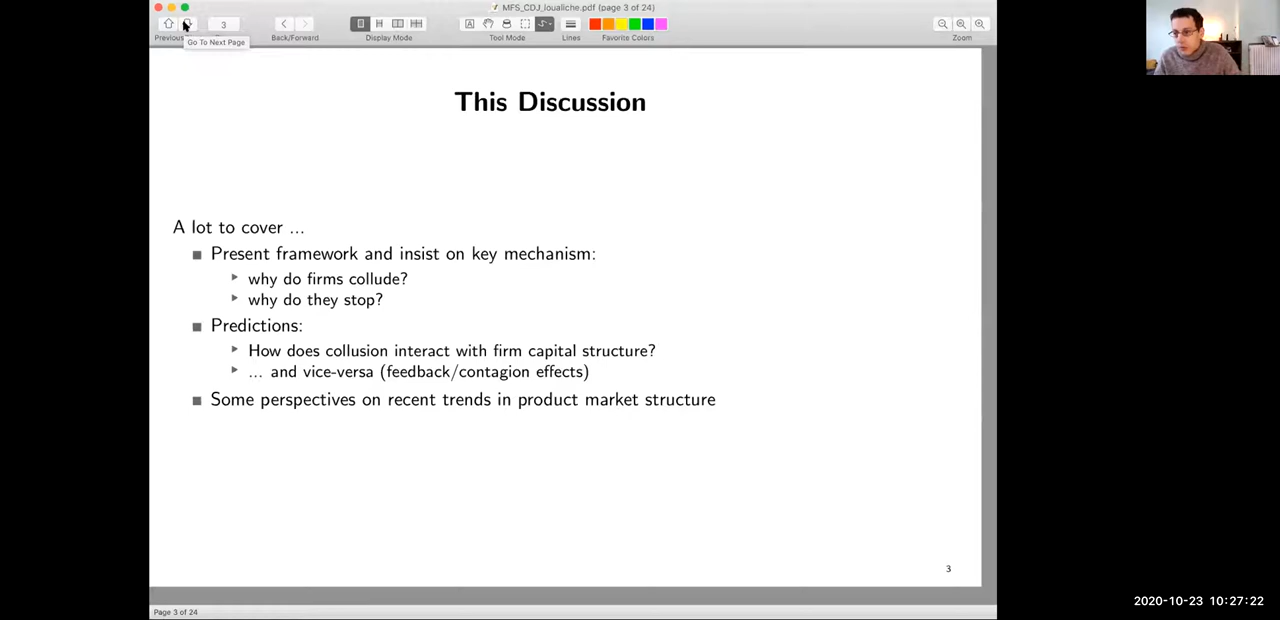 MFS_CDJ_loualiche.pdf (page 3 of 24)
3
Previous
Back/Forward
Display Mode
Tool Mode
Lines
Favorite Colors
Zoom
Go To Next Page
This Discussion
A lot to cover ...
Present framework and insist on key mechanism:
why do firms collude?
why do they stop?
Predictions:
How does collusion interact with firm capital structure?
... and vice-versa (feedback/contagion effects)
Some perspectives on recent trends in product market structure
3
Page 3 of 24
2020-10-23 10:27:22